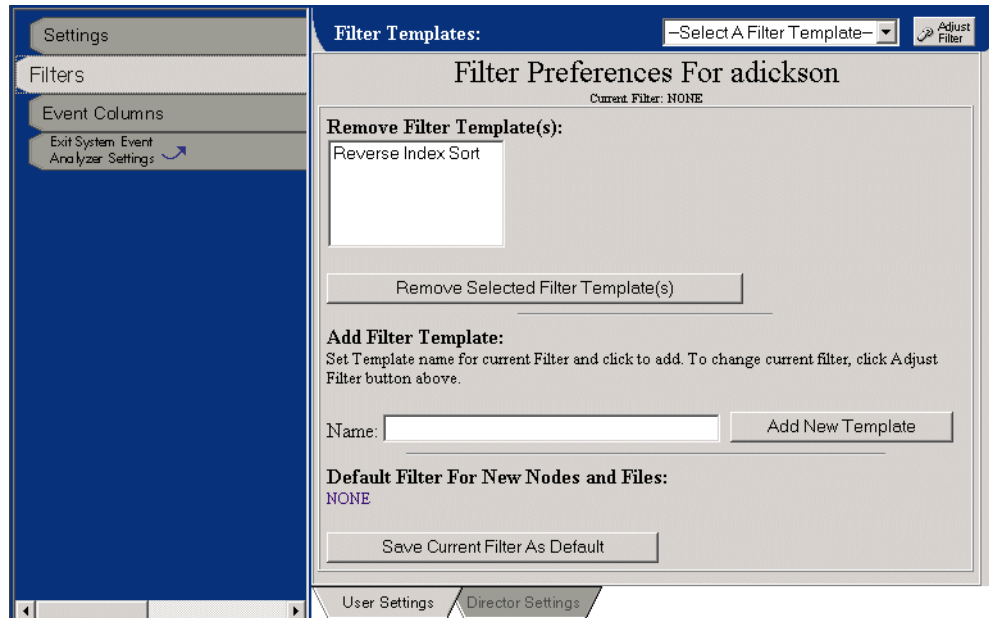 Settings
Filters
Event Columns
Exit System Event
Analyzer Settings
Filter Templates:
--Select A Filter Template--
Adjust
Filter
Filter Preferences For adickson
Current Filter: NONE
Remove Filter Template(s):
Reverse Index Sort
Remove Selected Filter Template(s)
Add Filter Template:
Set Template name for current Filter and click to add. To change current filter, click Adjust
Filter button above.
Name:
Add New Template
Default Filter For New Nodes and Files:
NONE
Save Current Filter As Default
User Settings
Director Settings